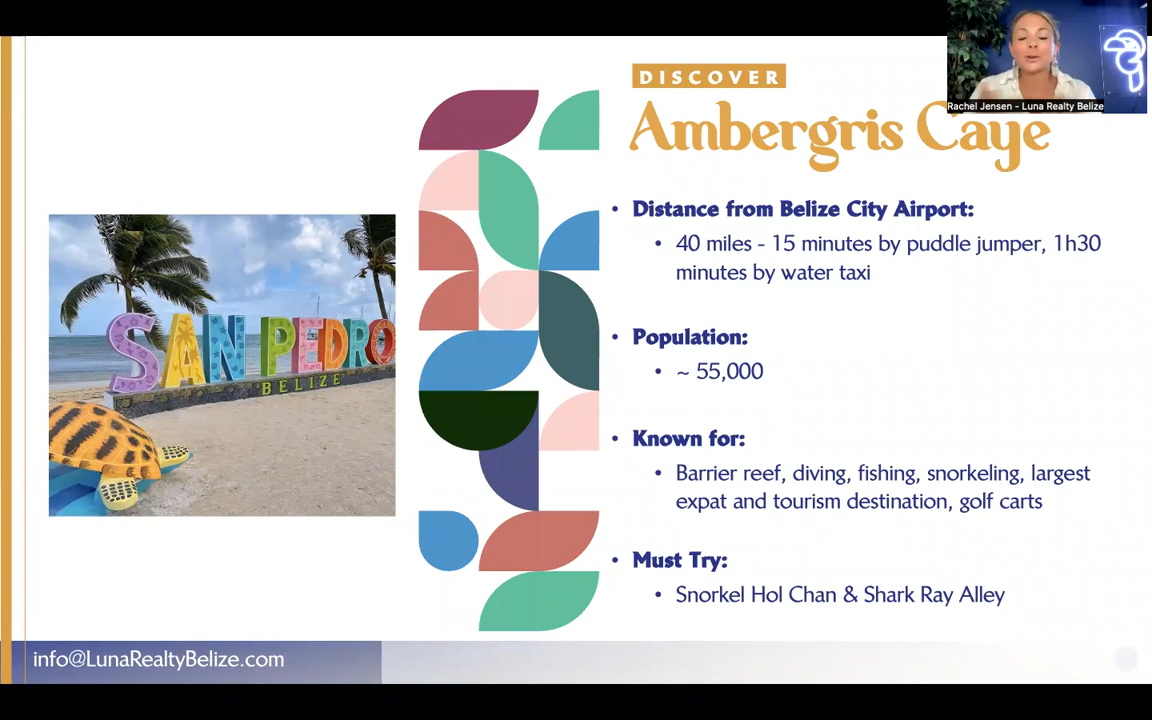 Rachel Jensen - Luna Realty Belize
DISCOVER
Ambergris Caye
• Distance from Belize City Airport:
• 40 miles - 15 minutes by puddle jumper, 1h30
minutes by water taxi
• Population:
• ~ 55,000
• Known for:
• Barrier reef, diving, fishing, snorkeling, largest
expat and tourism destination, golf carts
• Must Try:
• Snorkel Hol Chan & Shark Ray Alley
SAN PEDRO
BELIZE
info@LunaRealtyBelize.com